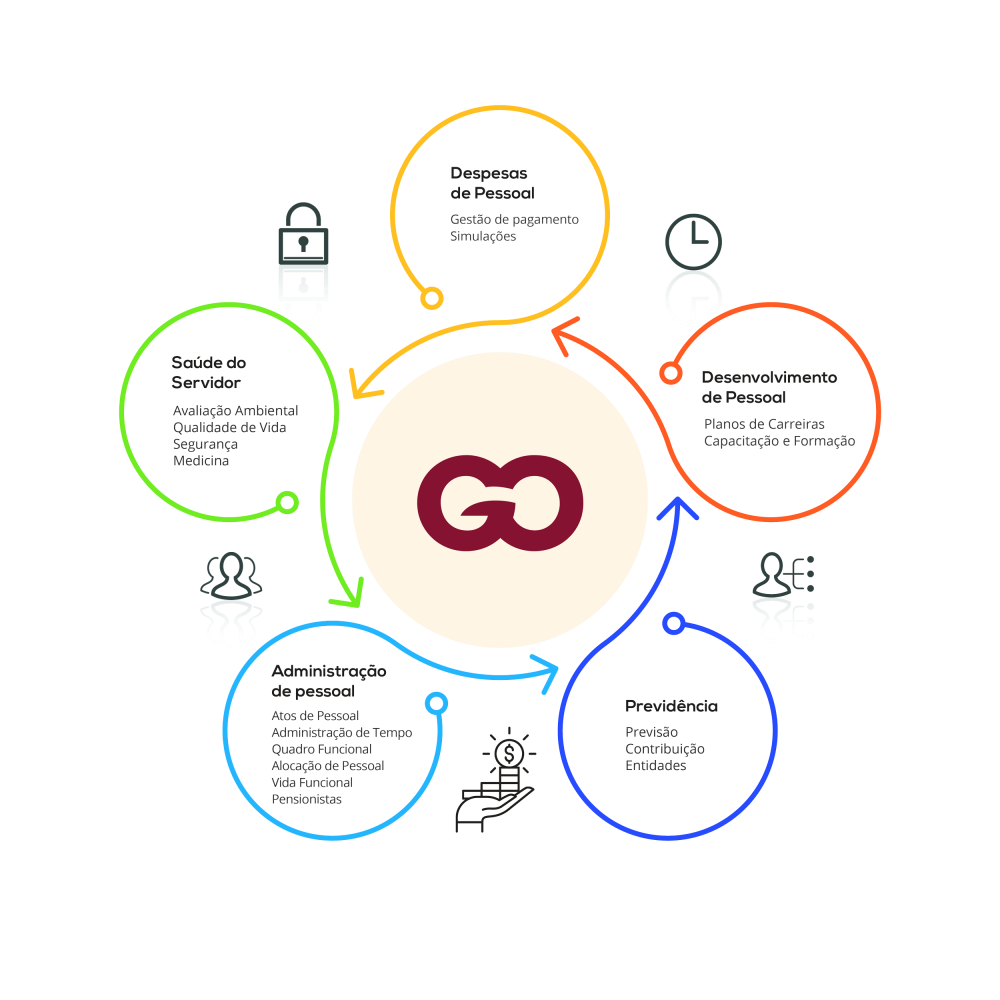 Despesas
de Pessoal
Gestão de pagamento
Simulações
Saúde do
Servidor
Avaliação Ambiental
Qualidade de Vida
Segurança
Medicina
Desenvolvimento
de Pessoal
Planos de Carreiras
Capacitação e Formação
GO
Administração
de pessoal
Atos de Pessoal
Administração de Tempo
Quadro Funcional
Alocação de Pessoal
Vida Funcional
Pensionistas
Previdência
Previsão
Contribuição
Entidades
$